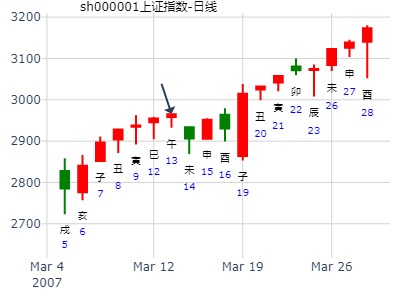 sh000001上证指数-日线
3200
3100
3000
2900
2800
2700
戌
5
亥
6
子
7
丑
8
寅
9
巳
12
午
13
未
14
申
15
酉
16
子
19
丑
20
寅
21
卯
22
辰
23
未
26
申
27
酉
28
Mar 4
2007
Mar 12
Mar 19
Mar 26